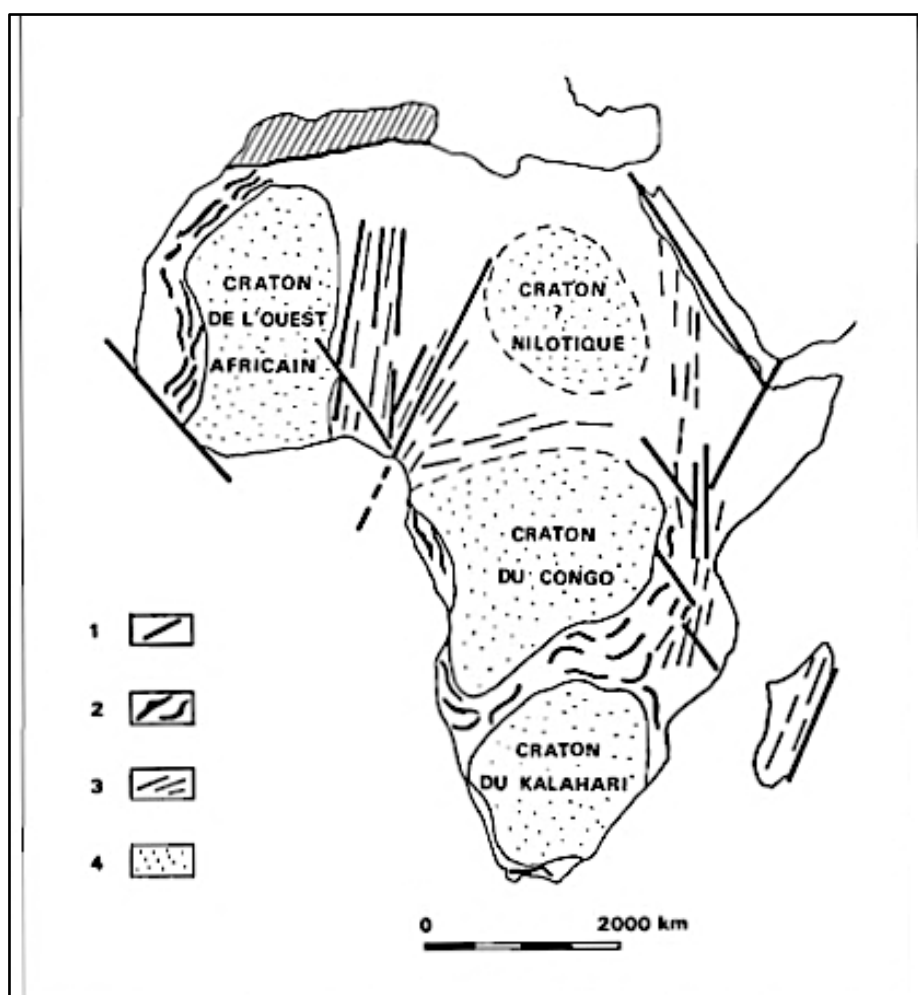 CRATON
DE L'OUEST
AFRICAIN
CRATON
?
NILOTIQUE
CRATON
DU CONGO
CRATON
DU KALAHARI
1
2
3
4
0 2000 km